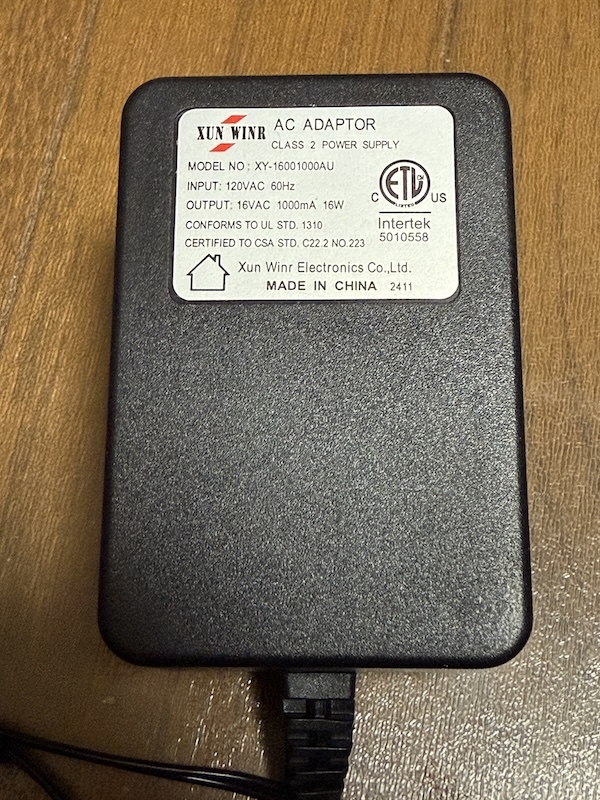 XUN WINR
AC ADAPTOR
CLASS 2 POWER SUPPLY
MODEL NO : XY-16001000AU
INPUT: 120VAC 60Hz
OUTPUT: 16VAC 1000mA 16W
CONFORMS TO UL STD. 1310
CERTIFIED TO CSA STD. C22.2 NO.223
C ETL US
LISTED
Intertek
5010558
Xun Winr Electronics Co.,Ltd.
MADE IN CHINA 2411